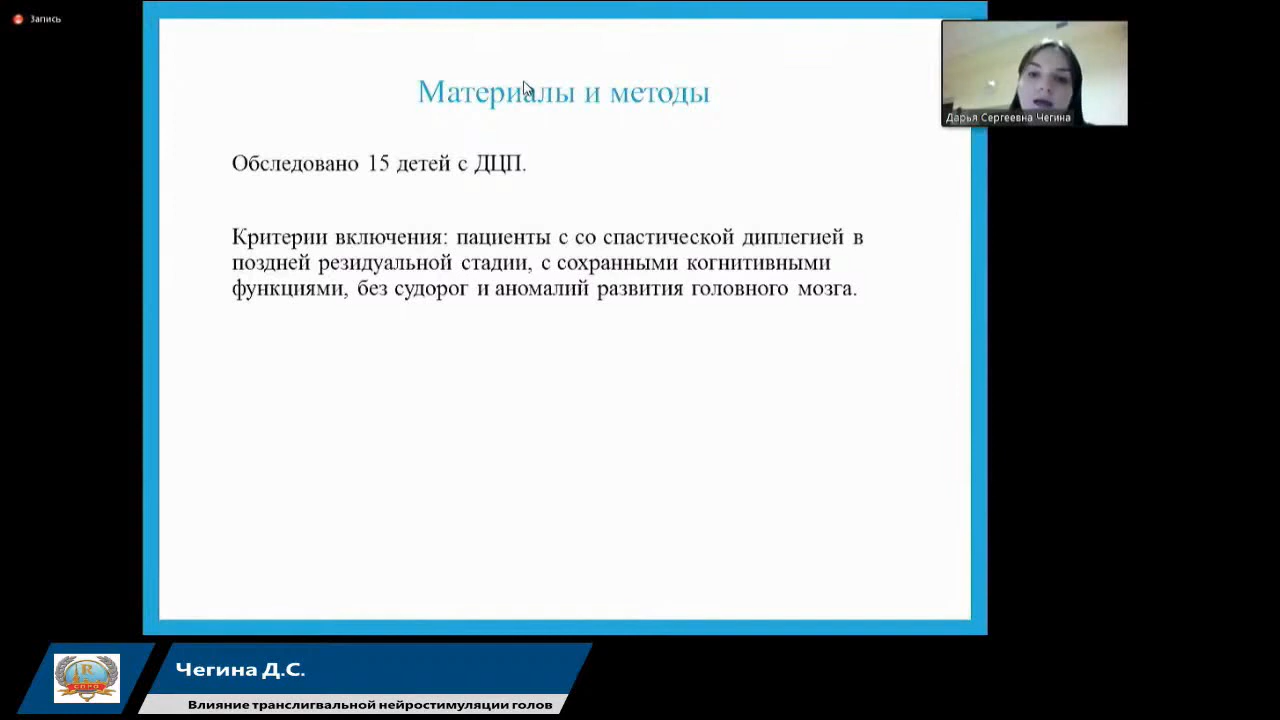 Запись
Материалы и методы
Дарья Сергеевна Чегина
Обследовано 15 детей с ДЦП.
Критерии включения: пациенты с со спастической диплегией в
поздней резидуальной стадии, с сохранными когнитивными
функциями, без судорог и аномалий развития головного мозга.
R
Чегина Д.С.
Влияние транслигвальной нейростимуляции голов